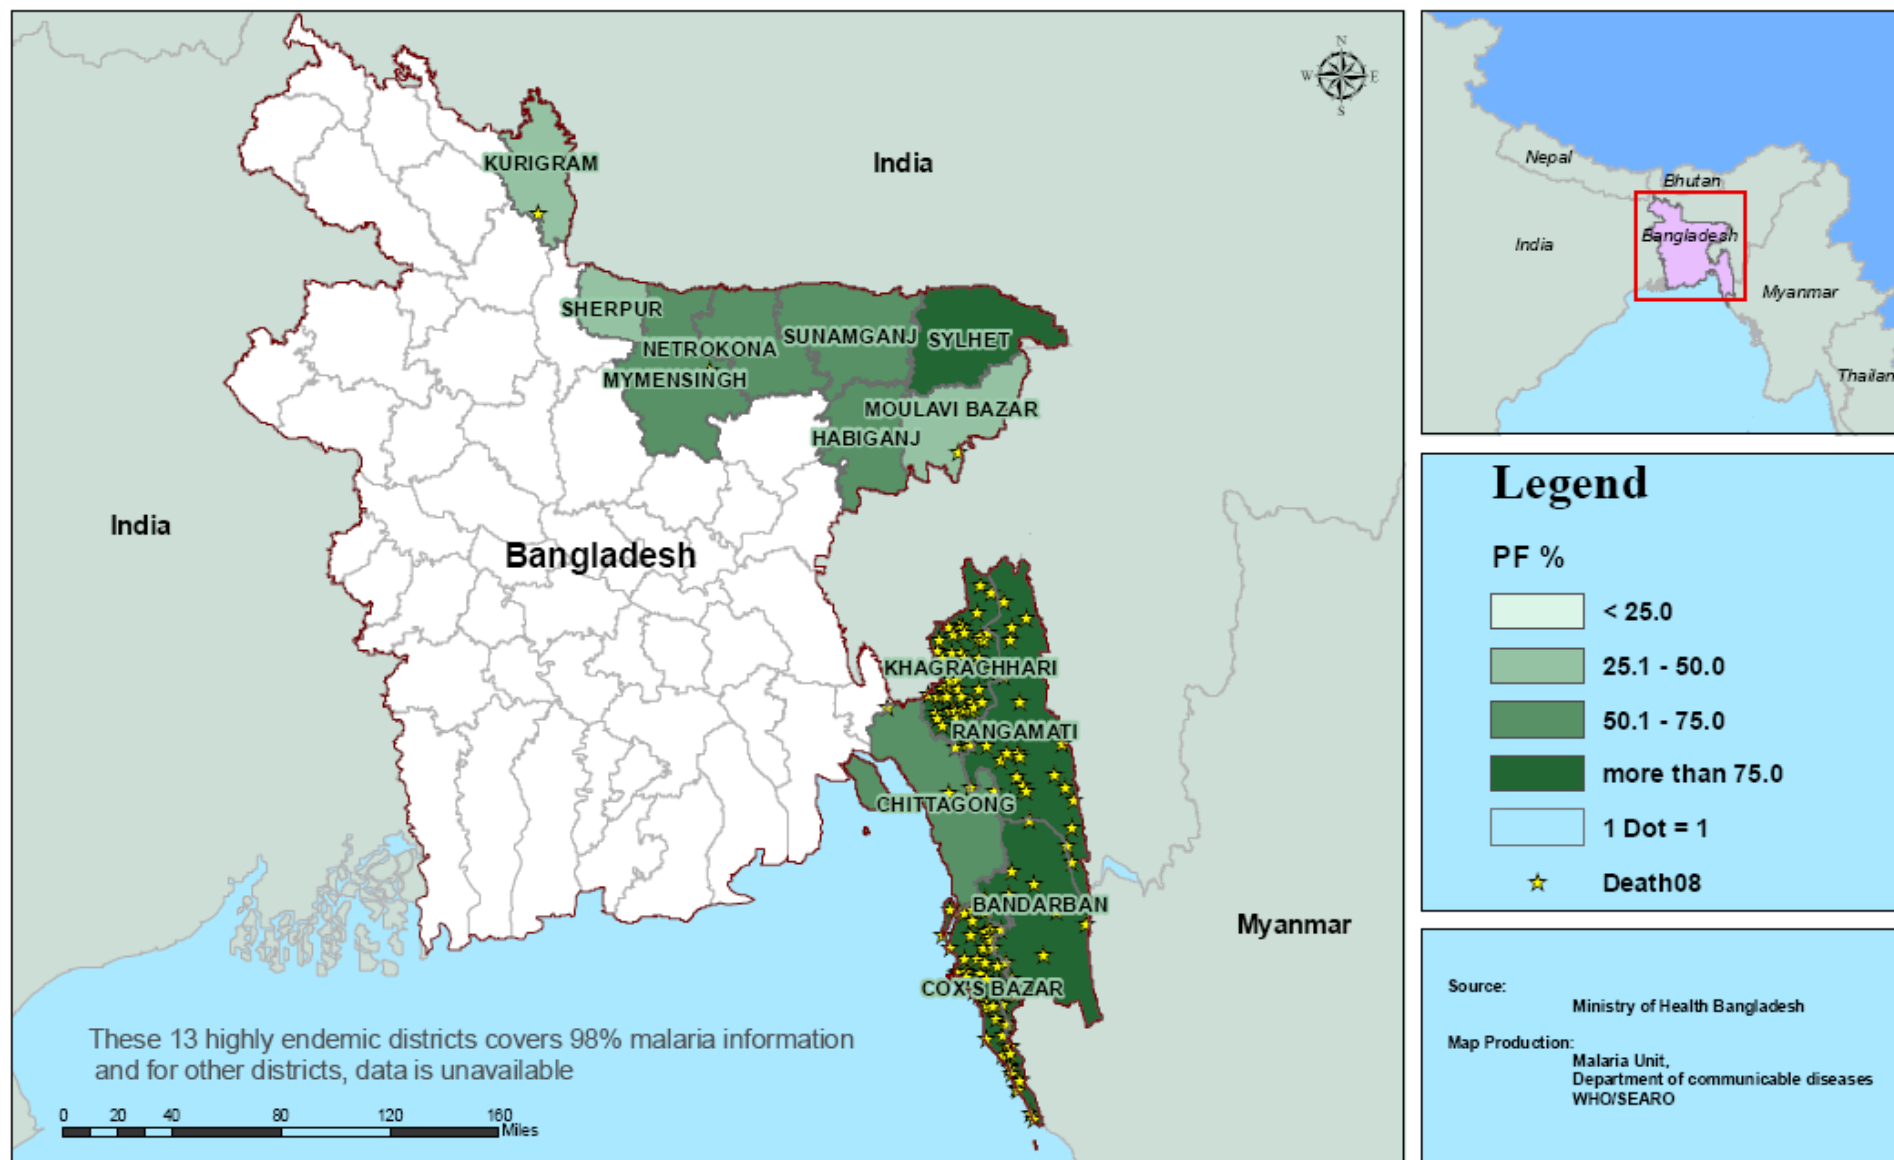 N
W
E
S
KURIGRAM
India
SHERPUR
NETROKONA
SUNAMGANJ
SYLHET
MYMENSINGH
MOULAVI BAZAR
HABIGANJ
India
Bangladesh
KHAGRACHHARI
RANGAMATI
CHITTAGONG
BANDARBAN
Myanmar
COX'S BAZAR
These 13 highly endemic districts covers 98% malaria information
and for other districts, data is unavailable
0 20 40 80 120 160
Miles
Nepal
Bhutan
India
Bangladesh
Myanmar
Thailan
Legend
PF %
< 25.0
25.1 - 50.0
50.1 - 75.0
more than 75.0
1 Dot = 1
Death08
Source:
Ministry of Health Bangladesh
Map Production:
Malaria Unit,
Department of communicable diseases
WHO/SEARO